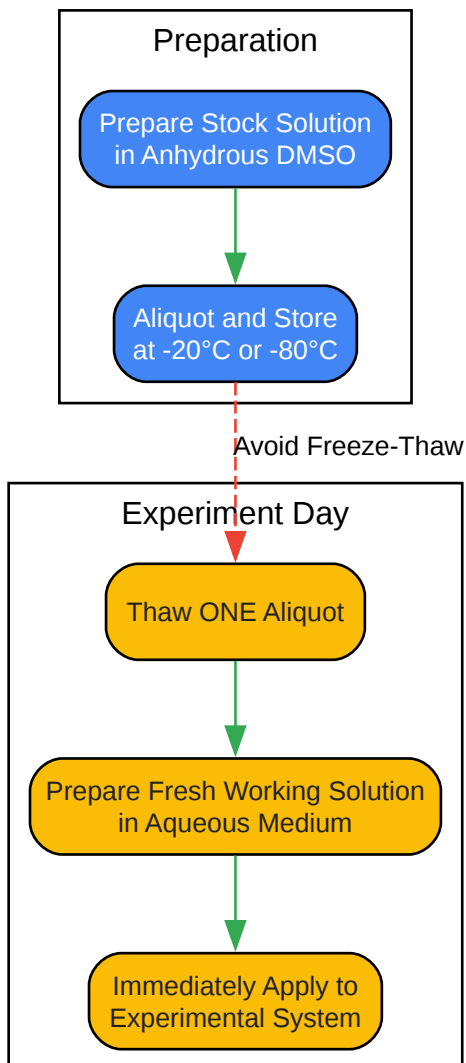 Preparation
Prepare Stock Solution
in Anhydrous DMSO
Aliquot and Store
at -20°C or -80°C
Avoid Freeze-Thaw
Experiment Day
Thaw ONE Aliquot
Prepare Fresh Working Solution
in Aqueous Medium
Immediately Apply to
Experimental System